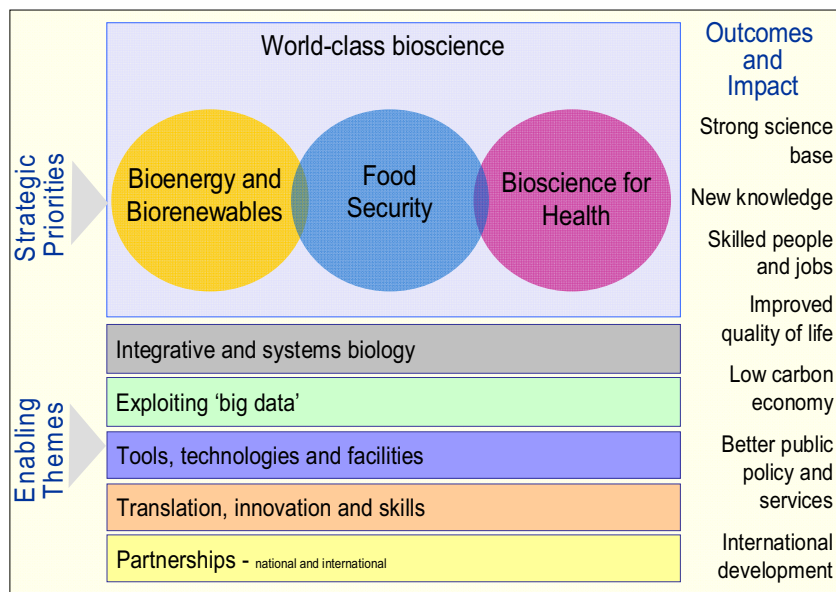 World-class bioscience
Strategic
Priorities
Bioenergy and
Biorenewables
Food
Security
Bioscience for
Health
Enabling
Themes
Integrative and systems biology
Exploiting ‘big data’
Tools, technologies and facilities
Translation, innovation and skills
Partnerships - national and international
Outcomes
and
Impact
Strong science
base
New knowledge
Skilled people
and jobs
Improved
quality of life
Low carbon
economy
Better public
policy and
services
International
development